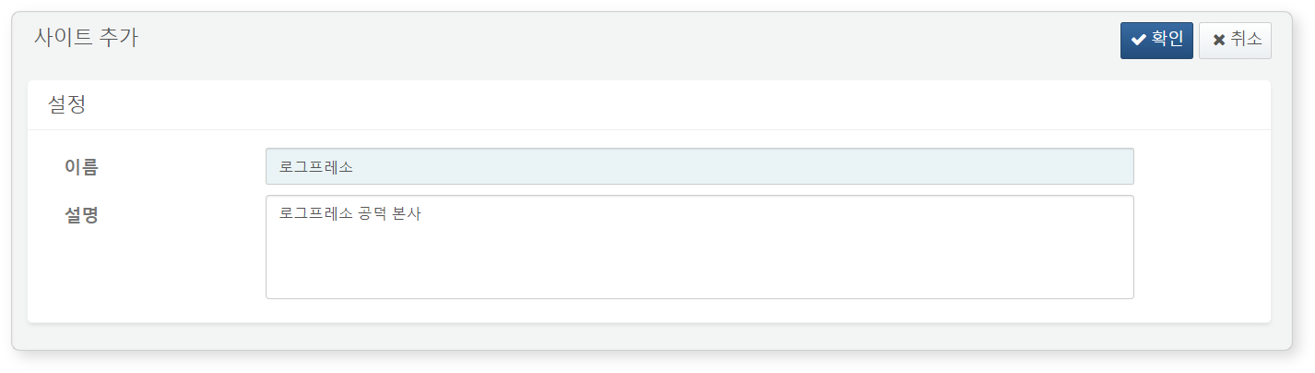 사이트 추가
확인
취소
설정
이름
로그프레소
설명
로그프레소 공덕 본사